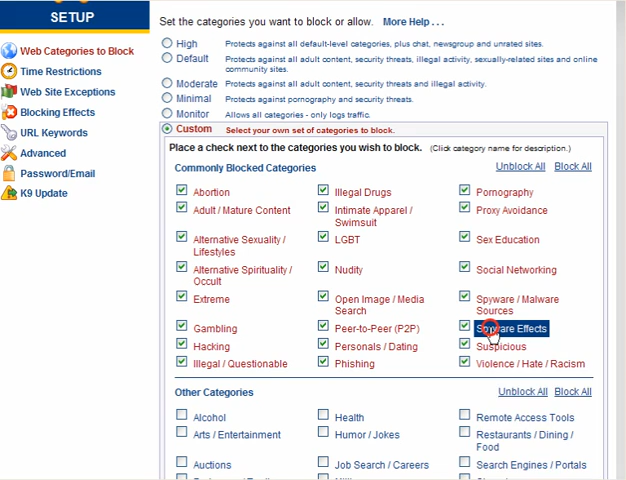 SETUP
Web Categories to Block
Time Restrictions
Web Site Exceptions
Blocking Effects
URL Keywords
Advanced
Password/Email
K9 Update
Set the categories you want to block or allow. More Help . . .
High Protects against all default-level categories, plus chat, newsgroup and unrated sites.
Default Protects against all adult content, security threats, illegal activity, sexually-related sites and online
community sites.
Moderate Protects against all adult content, security threats and illegal activity.
Minimal Protects against pornography and security threats.
Monitor Allows all categories - only logs traffic.
Custom Select your own set of categories to block.
Place a check next to the categories you wish to block. (Click category name for description.)
Commonly Blocked Categories Unblock All Block All
Abortion Illegal Drugs Pornography
Adult / Mature Content Intimate Apparel / Proxy Avoidance
Swimsuit
Alternative Sexuality / LGBT Sex Education
Lifestyles
Alternative Spirituality / Nudity Social Networking
Occult
Extreme Open Image / Media Spyware / Malware
Search Sources
Gambling Peer-to-Peer (P2P) Spyware Effects
Hacking Personals / Dating Suspicious
Illegal / Questionable Phishing Violence / Hate / Racism
Other Categories Unblock All Block All
Alcohol Health Remote Access Tools
Arts / Entertainment Humor / Jokes Restaurants / Dining /
Food
Auctions Job Search / Careers Search Engines / Portals